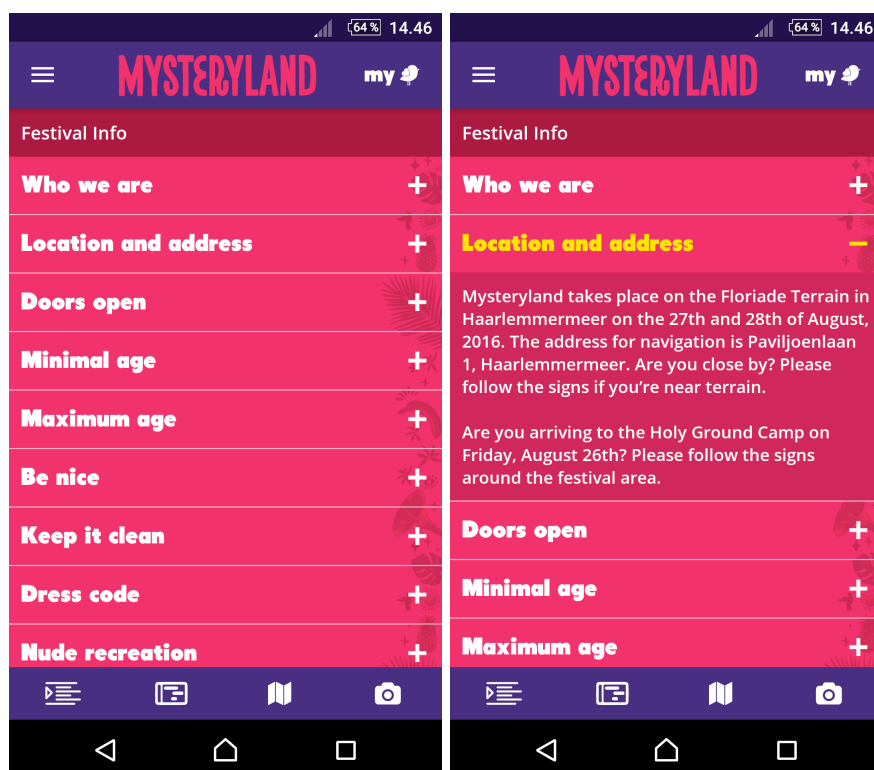 64 % 14.46
MYSTERYLAND my
Festival Info
Who we are
Location and address
Doors open
Minimal age
Maximum age
Be nice
Keep it clean
Dress code
Nude recreation
64 % 14.46
MYSTERYLAND my
Festival Info
Who we are
Location and address
Mysteryland takes place on the Floriade Terrain in
Haarlemmermeer on the 27th and 28th of August,
2016. The address for navigation is Paviljoenlaan
1, Haarlemmermeer. Are you close by? Please
follow the signs if you’re near terrain.
Are you arriving to the Holy Ground Camp on
Friday, August 26th? Please follow the signs
around the festival area.
Doors open
Minimal age
Maximum age